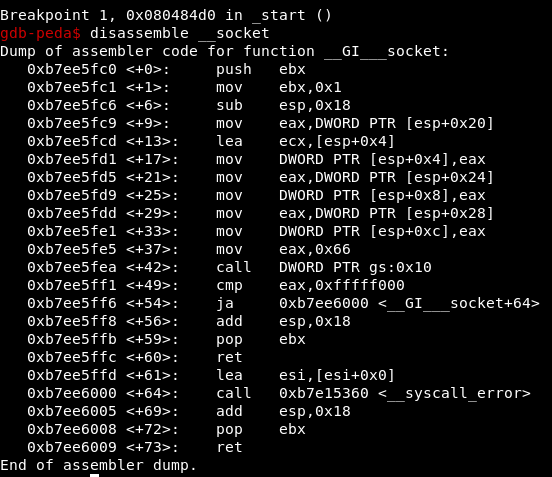 Breakpoint 1, 0x080484d0 in _start ()
gdb-peda$ disassemble __socket
Dump of assembler code for function __GI___socket:
   0xb7ee5fc0 <+0>:	push   ebx
   0xb7ee5fc1 <+1>:	mov    ebx,0x1
   0xb7ee5fc6 <+6>:	sub    esp,0x18
   0xb7ee5fc9 <+9>:	mov    eax,DWORD PTR [esp+0x20]
   0xb7ee5fcd <+13>:	lea    ecx,[esp+0x4]
   0xb7ee5fd1 <+17>:	mov    DWORD PTR [esp+0x4],eax
   0xb7ee5fd5 <+21>:	mov    eax,DWORD PTR [esp+0x24]
   0xb7ee5fd9 <+25>:	mov    DWORD PTR [esp+0x8],eax
   0xb7ee5fdd <+29>:	mov    eax,DWORD PTR [esp+0x28]
   0xb7ee5fe1 <+33>:	mov    DWORD PTR [esp+0xc],eax
   0xb7ee5fe5 <+37>:	mov    eax,0x66
   0xb7ee5fea <+42>:	call   DWORD PTR gs:0x10
   0xb7ee5ff1 <+49>:	cmp    eax,0xfffff000
   0xb7ee5ff6 <+54>:	ja     0xb7ee6000 <__GI___socket+64>
   0xb7ee5ff8 <+56>:	add    esp,0x18
   0xb7ee5ffb <+59>:	pop    ebx
   0xb7ee5ffc <+60>:	ret
   0xb7ee5ffd <+61>:	lea    esi,[esi+0x0]
   0xb7ee6000 <+64>:	call   0xb7e15360 <__syscall_error>
   0xb7ee6005 <+69>:	add    esp,0x18
   0xb7ee6008 <+72>:	pop    ebx
   0xb7ee6009 <+73>:	ret
End of assembler dump.